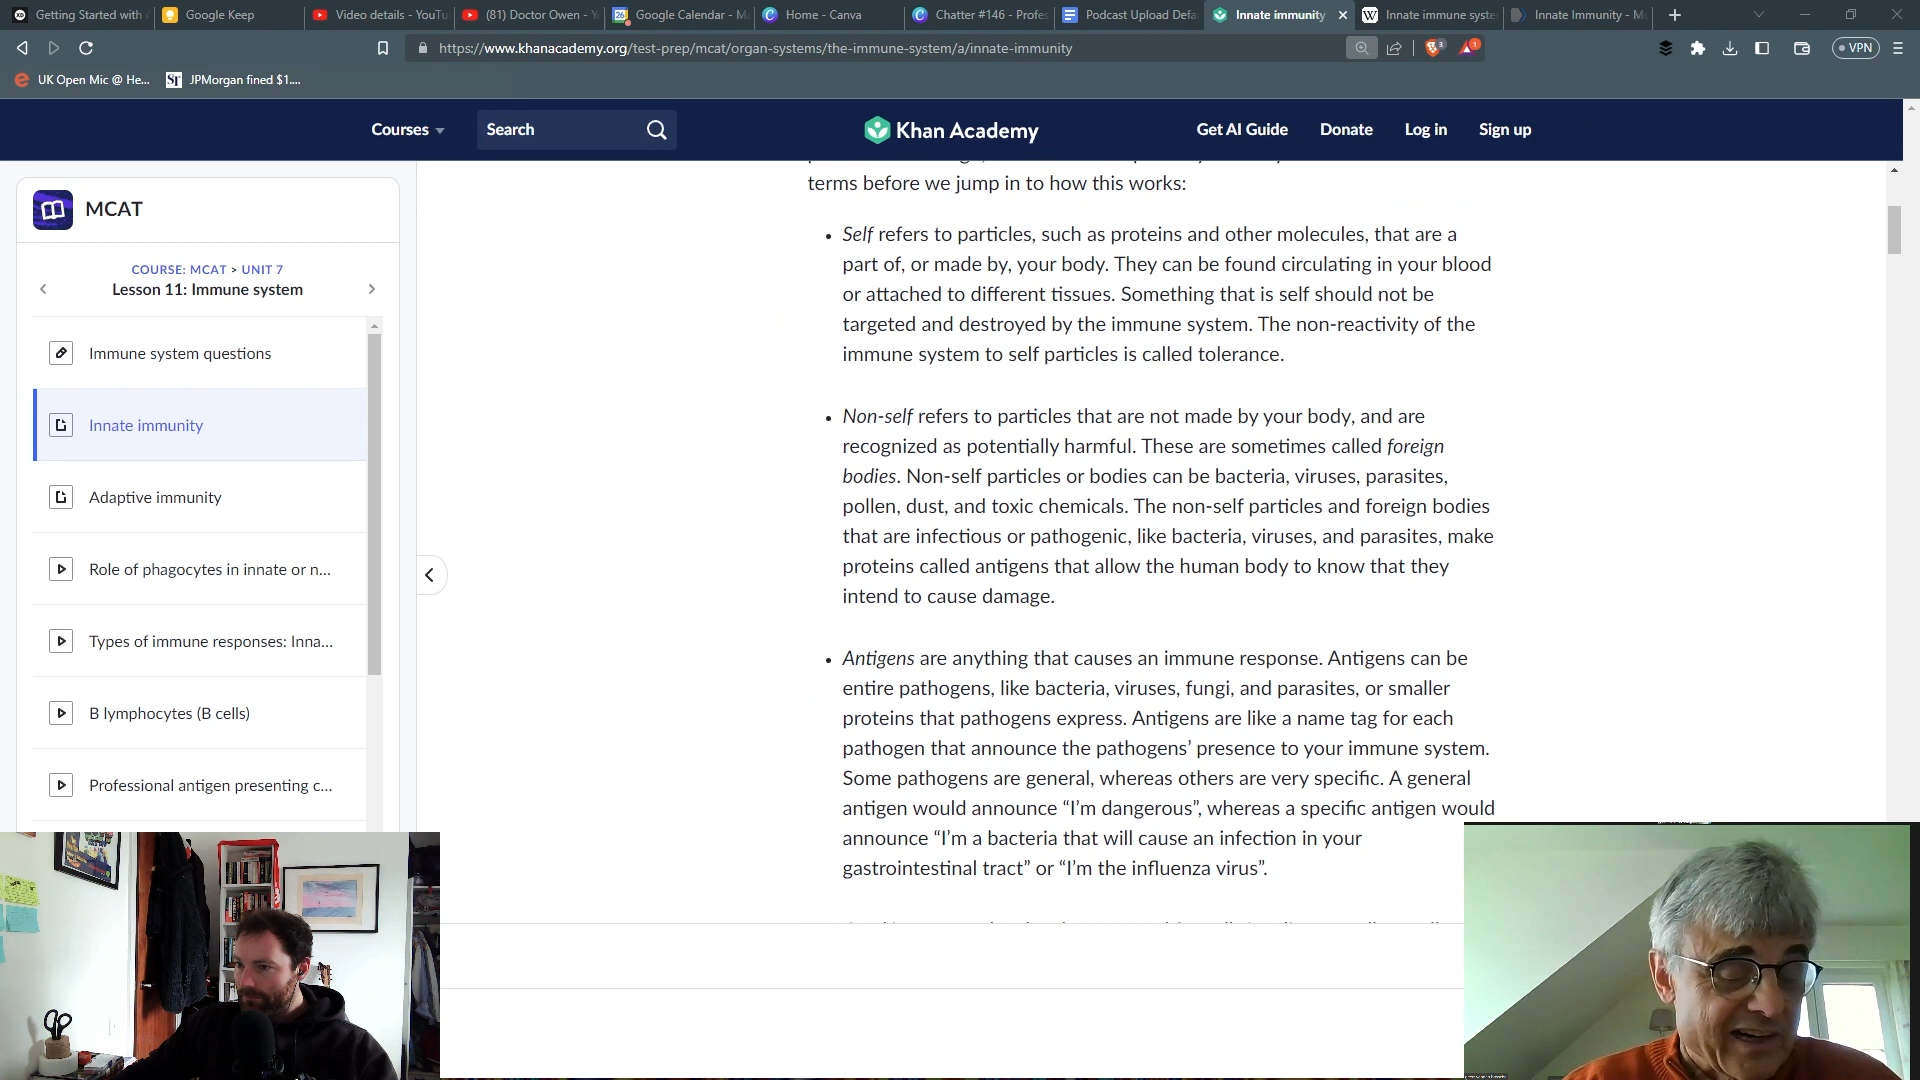 Getting Started with
Google Keep
Video details - YouTu
(81) Doctor Owen - Y
Google Calendar - M
Home - Canva
Chatter #146 - Profes
Podcast Upload Defa
Innate immunity
Innate immune syste
Innate Immunity - M
https://www.khanacademy.org/test-prep/mcat/organ-systems/the-immune-system/a/innate-immunity
3
1
VPN
UK Open Mic @ He...
JPMorgan fined $1....
Courses
Search
Khan Academy
Get AI Guide
Donate
Log in
Sign up
MCAT
COURSE: MCAT > UNIT 7
Lesson 11: Immune system
Immune system questions
Innate immunity
Adaptive immunity
Role of phagocytes in innate or n...
Types of immune responses: Inna...
B lymphocytes (B cells)
Professional antigen presenting c...
terms before we jump in to how this works:
• Self refers to particles, such as proteins and other molecules, that are a
part of, or made by, your body. They can be found circulating in your blood
or attached to different tissues. Something that is self should not be
targeted and destroyed by the immune system. The non-reactivity of the
immune system to self particles is called tolerance.
• Non-self refers to particles that are not made by your body, and are
recognized as potentially harmful. These are sometimes called foreign
bodies. Non-self particles or bodies can be bacteria, viruses, parasites,
pollen, dust, and toxic chemicals. The non-self particles and foreign bodies
that are infectious or pathogenic, like bacteria, viruses, and parasites, make
proteins called antigens that allow the human body to know that they
intend to cause damage.
• Antigens are anything that causes an immune response. Antigens can be
entire pathogens, like bacteria, viruses, fungi, and parasites, or smaller
proteins that pathogens express. Antigens are like a name tag for each
pathogen that announce the pathogens’ presence to your immune system.
Some pathogens are general, whereas others are very specific. A general
antigen would announce “I’m dangerous”, whereas a specific antigen would
announce “I’m a bacteria that will cause an infection in your
gastrointestinal tract” or “I’m the influenza virus”.